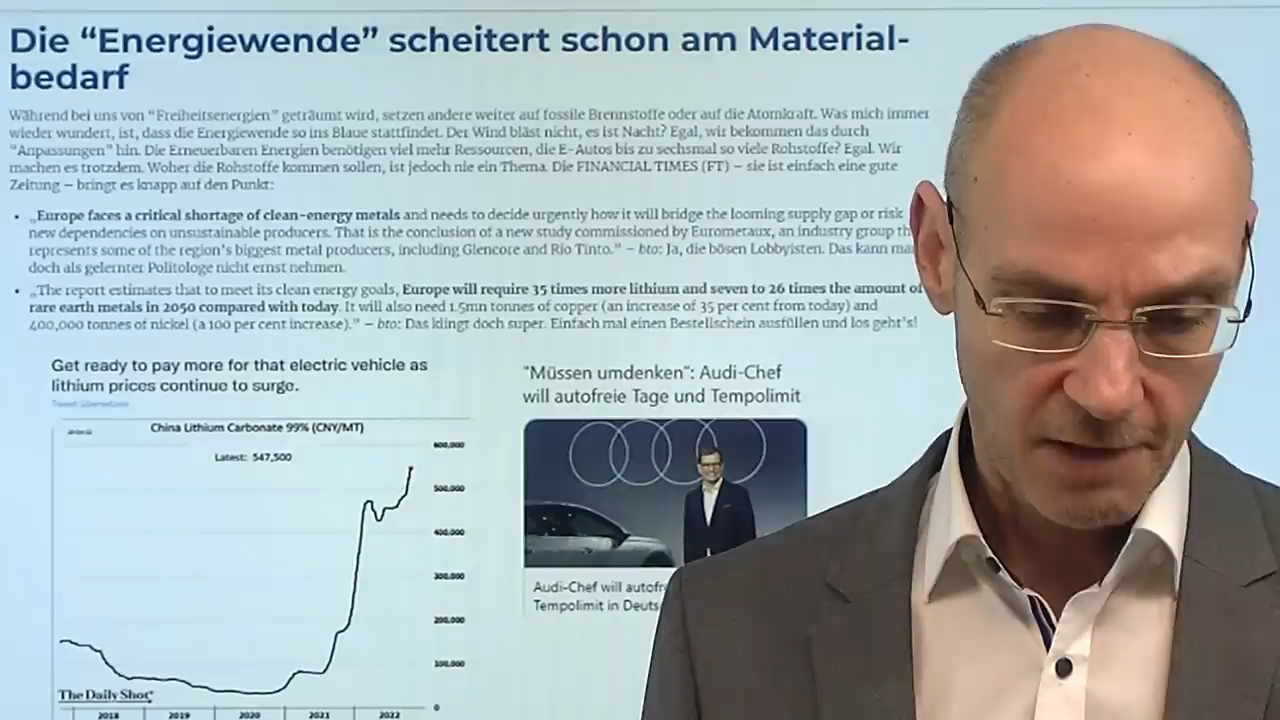 Die “Energiewende” scheitert schon am Material-
bedarf
Während bei uns von “Freiheitsenergien” geträumt wird, setzen andere weiter auf fossile Brennstoffe oder auf die Atomkraft. Was mich immer
wieder wundert, ist, dass die Energiewende so ins Blaue stattfindet. Der Wind bläst nicht, es ist Nacht? Egal, wir bekommen das durch
“Anpassungen” hin. Die Erneuerbaren Energien benötigen viel mehr Ressourcen, die E-Autos bis zu sechsmal so viele Rohstoffe? Egal. Wir
machen es trotzdem. Woher die Rohstoffe kommen sollen, ist jedoch nie ein Thema. Die FINANCIAL TIMES (FT) – sie ist einfach eine gute
Zeitung – bringt es knapp auf den Punkt:
• „Europe faces a critical shortage of clean-energy metals and needs to decide urgently how it will bridge the looming supply gap or risk
new dependencies on unsustainable producers. That is the conclusion of a new study commissioned by Eurometaux, an industry group th
represents some of the region’s biggest metal producers, including Glencore and Rio Tinto.” – bto: Ja, die bösen Lobbyisten. Das kann ma
doch als gelernter Politologe nicht ernst nehmen.
• „The report estimates that to meet its clean energy goals, Europe will require 35 times more lithium and seven to 26 times the amount of
rare earth metals in 2050 compared with today. It will also need 1.5mn tonnes of copper (an increase of 35 per cent from today) and
400,000 tonnes of nickel (a 100 per cent increase).” – bto: Das klingt doch super. Einfach mal einen Bestellschein ausfüllen und los geht’s!
Get ready to pay more for that electric vehicle as
lithium prices continue to surge.
Tweet übersetzen
China Lithium Carbonate 99% (CNY/MT)
Latest: 547,500
600,000
500,000
400,000
300,000
200,000
100,000
0
The Daily Shot
2018 2019 2020 2021 2022
"Müssen umdenken": Audi-Chef
will autofreie Tage und Tempolimit
Audi-Chef will autofr
Tempolimit in Deuts